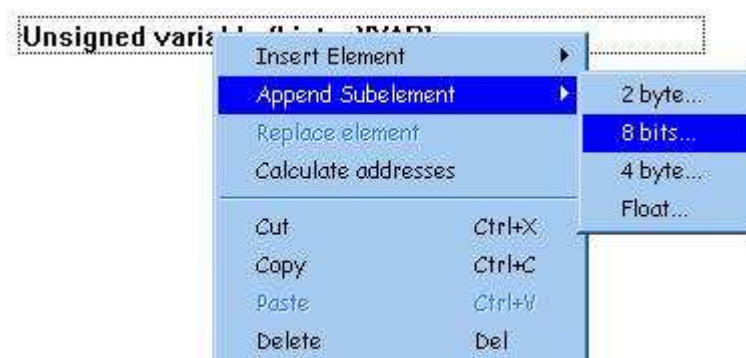 Unsigned
Insert Element
Append Subelement
2 byte...
Replace element
8 bits...
Calculate addresses
4 byte...
Float...
Cut Ctrl+X
Copy Ctrl+C
Paste Ctrl+V
Delete Del